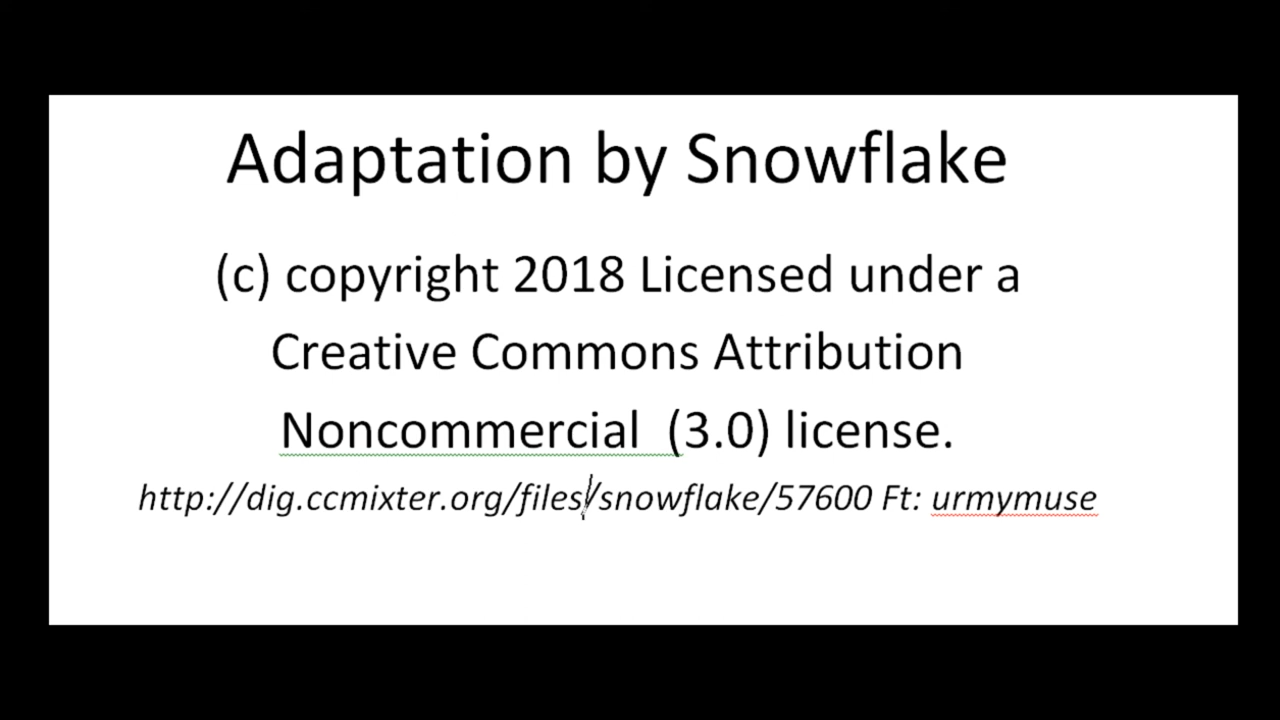 Adaptation by Snowflake
(c) copyright 2018 Licensed under a
Creative Commons Attribution
Noncommercial  (3.0) license.
http://dig.ccmixter.org/files/snowflake/57600 Ft: urmymuse